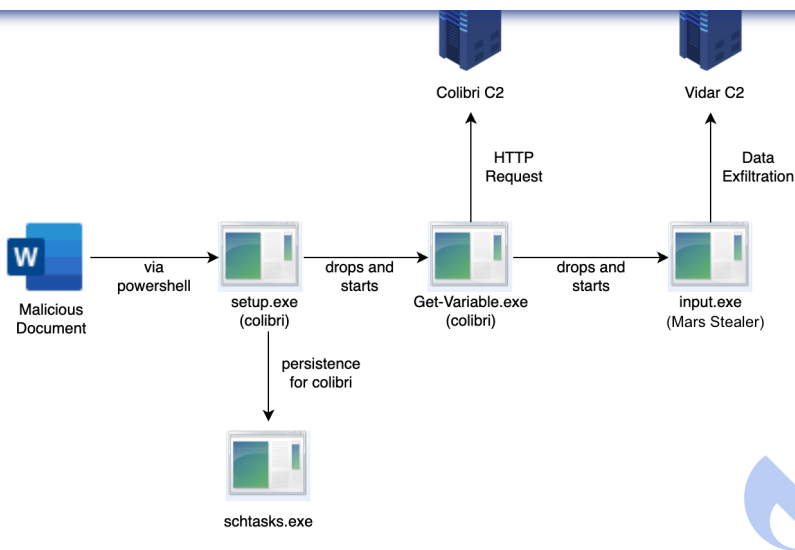 Colibri C2
Vidar C2
HTTP
Request
Data
Exfiltration
W
via
powershell
drops and
starts
drops and
starts
Malicious
Document
setup.exe
(colibri)
Get-Variable.exe
(colibri)
input.exe
(Mars Stealer)
persistence
for colibri
schtasks.exe